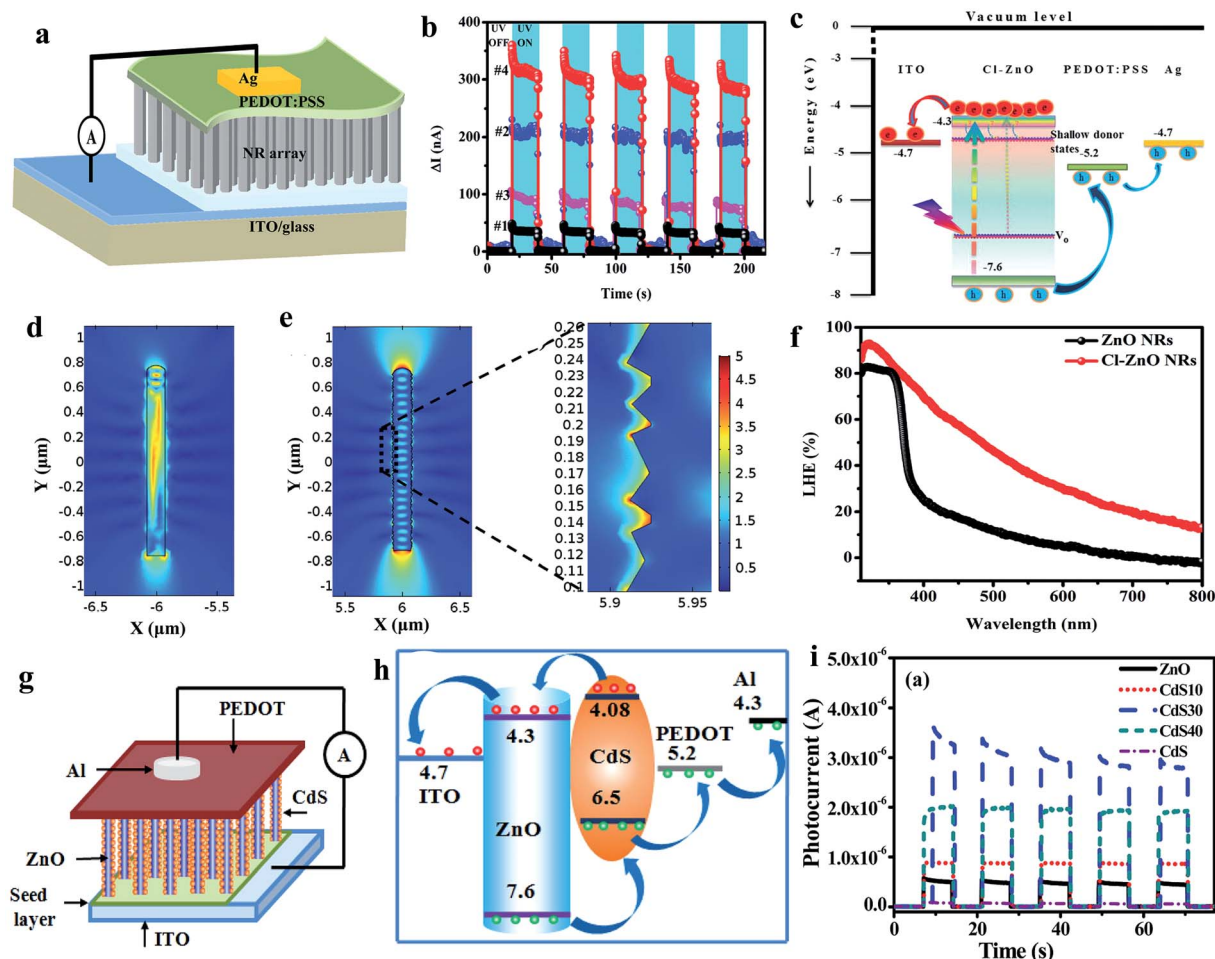 a
Ag
PEDOT:PSS
A
NR array
ITO/glass
b
400
300
200
100
0
ΔI (nA)
UV UV
OFF ON
#4
#2
#3
#1
0 50 100 150 200
Time (s)
c
Vacuum level
0
-3
-4
-5
-6
-7
-8
Energy (eV)
ITO Cl-ZnO PEDOT:PSS Ag
e e e e e e e
e e
-4.3
-4.7
Shallow donor
states
-5.2
-4.7
h h
h h
Vo
-7.6
h h h
d
1
0.8
0.6
0.4
0.2
0
-0.2
-0.4
-0.6
-0.8
-1
Y (μm)
-6.5 -6 -5.5
X (μm)
e
1
0.8
0.6
0.4
0.2
0
-0.2
-0.4
-0.6
-0.8
-1
Y (μm)
5.5 6 6.5
X (μm)
0.26
0.24
0.23
0.21
0.2
0.19
0.17
0.16
0.15
0.14
0.13
0.11
0.1
5.9 5.95
5
4.5
4
3.5
3
2.5
2
1.5
1
0.5
f
110
100
80
60
40
20
0
LHE (%)
ZnO NRs
Cl-ZnO NRs
400 500 600 700 800
Wavelength (nm)
g
PEDOT
Al
A
CdS
ZnO
Seed
layer
ITO
h
4.08
4.3
CdS
Al
4.3
PEDOT
5.2
4.7
ITO
6.5
ZnO
7.6
i
(a)
5.0x10-6
4.0x10-6
3.0x10-6
2.0x10-6
1.0x10-6
0.0
Photocurrent (A)
ZnO
CdS10
CdS30
CdS40
CdS
0 20 40 60
Time (s)